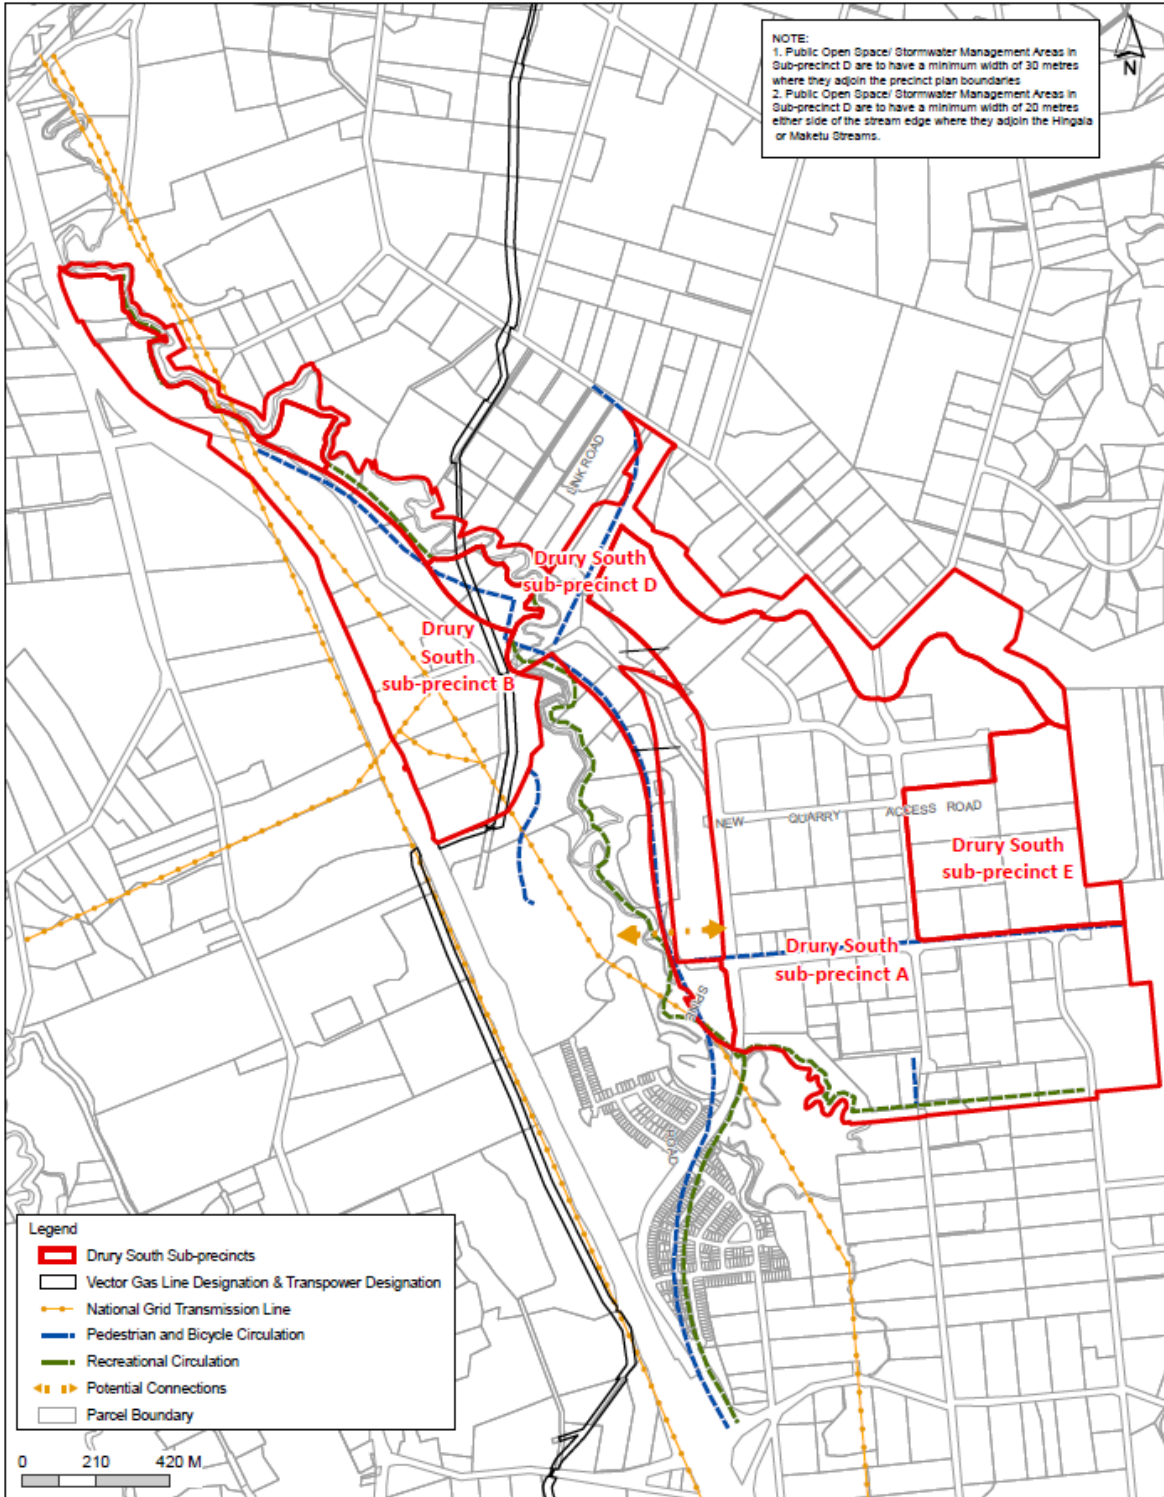 NOTE:
1. Public Open Space/ Stormwater Management Areas in
Sub-precinct D are to have a minimum width of 30 metres
where they adjoin the precinct plan boundaries
2. Public Open Space/ Stormwater Management Areas in
Sub-precinct D are to have a minimum width of 20 metres
either side of the stream edge where they adjoin the Hingaia
or Maketu Streams.
N
LINK ROAD
Drury South
sub-precinct D
Drury
South
sub-precinct B
NEW QUARRY ACCESS ROAD
Drury South
sub-precinct E
Drury South
sub-precinct A
SPINE
ROAD
Legend
Drury South Sub-precincts
Vector Gas Line Designation & Transpower Designation
National Grid Transmission Line
Pedestrian and Bicycle Circulation
Recreational Circulation
Potential Connections
Parcel Boundary
0 210 420 M